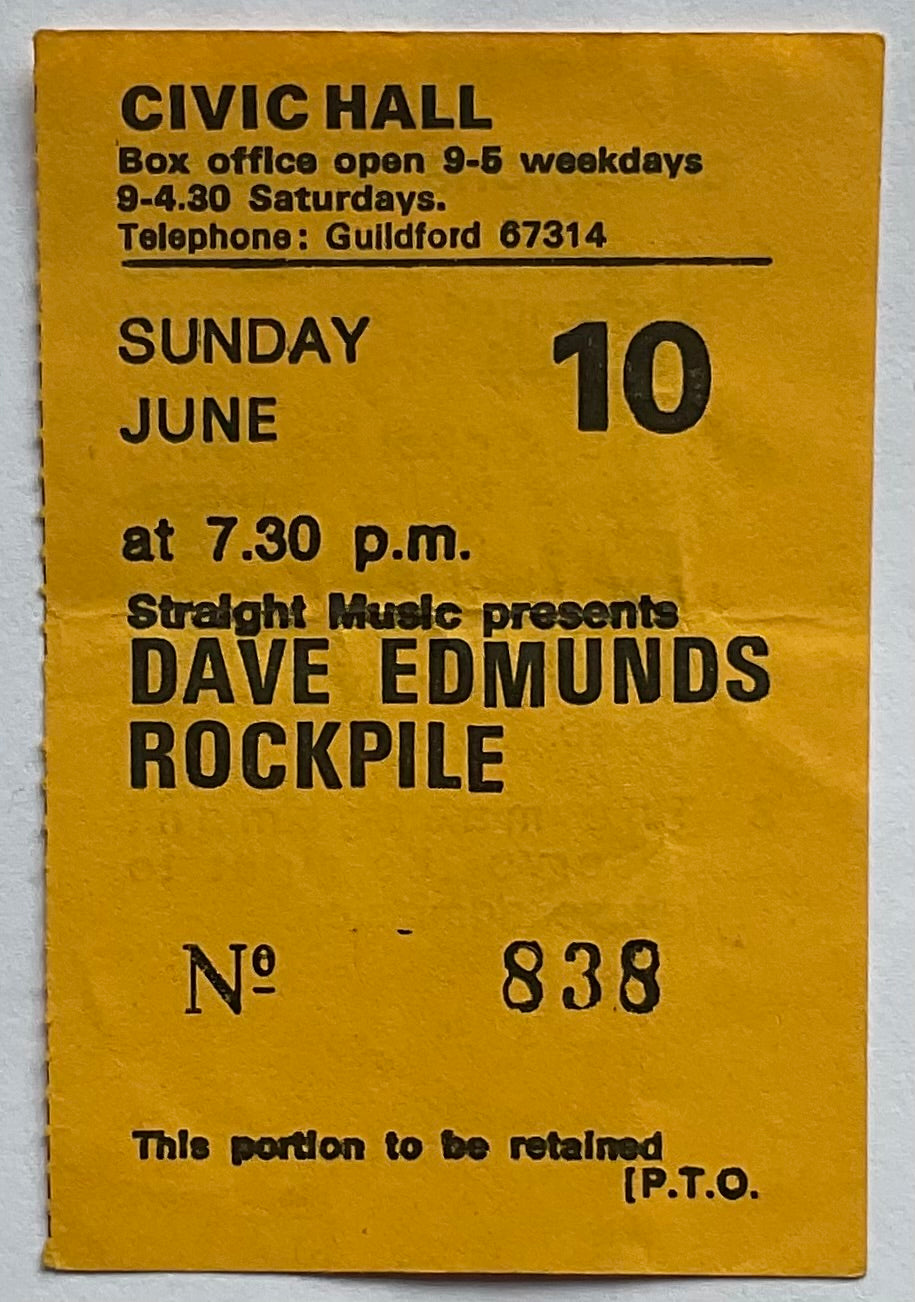 CIVIC HALL
Box office open 9-5 weekdays
9-4.30 Saturdays.
Telephone: Guildford 67314
SUNDAY 10
JUNE
at 7.30 p.m.
Straight Music presents
DAVE EDMUNDS
ROCKPILE
Nº 838
This portion to be retained
[P.T.O.